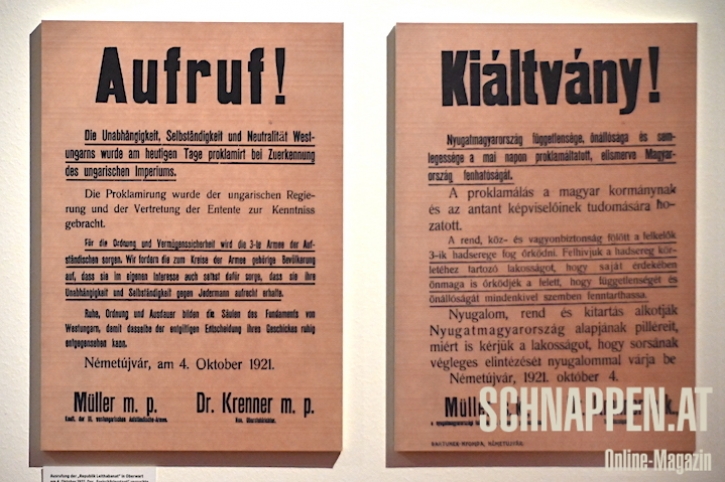 Aufruf!
Die Unabhängigkeit, Selbständigkeit und Neutralität West-
ungarns wurde am heutigen Tage proklamirt bei Zuerkennung
des ungarischen Imperiums.
Die Proklamirung wurde der ungarischen Regie-
rung und der Vertretung der Entente zur Kenntniss
gebracht.
Für die Ordnung und Vermögenssicherheit wird die 3-te Armee der Auf-
ständischen sorgen. Wir fordern die zum Kreise der Armee gehörige Bevölkerung
auf, dass sie im eigenen Interesse auch selbst dafür sorge, dass sie ihre
Unabhängigkeit und Selbständigkeit gegen Jedermann aufrecht erhalte.
Ruhe, Ordnung und Ausdauer bilden die Säulen des Fundaments von
Westungarn, damit dasselbe der entgiltigen Entscheidung ihren Geschicken ruhig
entgegensehen kann.
Németújvár, am 4. Oktober 1921.
Müller m. p. Dr. Krenner m. p.
Kiáltvány!
Nyugatmagyarország függetlensége, önállósága és sem-
legessége a mai napon proklamáltatott, elismerve Magyar-
ország fenhatóságát.
A proklamálás a magyar kormánynak
és az antant képviselőinek tudomására ho-
zatott.
A rend, köz- és vagyonbiztonság fölött a felkelők
3-ik hadserege fog őrködni. Felhivjuk a hadsereg kör-
letéhez tartozó lakosságot, hogy saját érdekében
önmaga is őrködjék a felett, hogy függetlenségét és
önállóságát mindenkivel szemben fenntarthassa.
Nyugalom, rend és kitartás alkotják
Nyugatmagyarország alapjának pilléreit,
miért is kérjük a lakosságot, hogy sorsának
végleges elintézését nyugalommal várja be
Németújvár, 1921. október 4.
SCHNAPPEN.AT
Online-Magazin